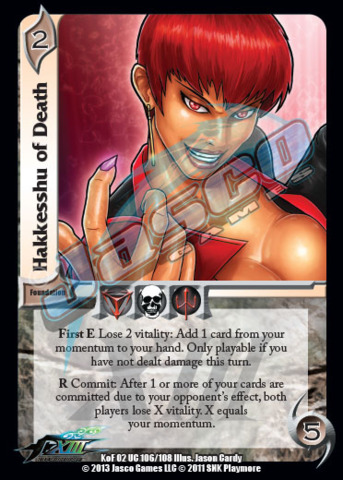 2
Hakkesshu of Death
JASCO
GAMES
Foundation
First E Lose 2 vitality: Add 1 card from your
momentum to your hand. Only playable if you
have not dealt damage this turn.
R Commit: After 1 or more of your cards are
committed due to your opponent's effect, both
players lose X vitality. X equals
your momentum.
XIII
5
KoF 02 UC 106/108 Illus. Jason Cardy
© 2013 Jasco Games LLC © 2011 SNK Playmore